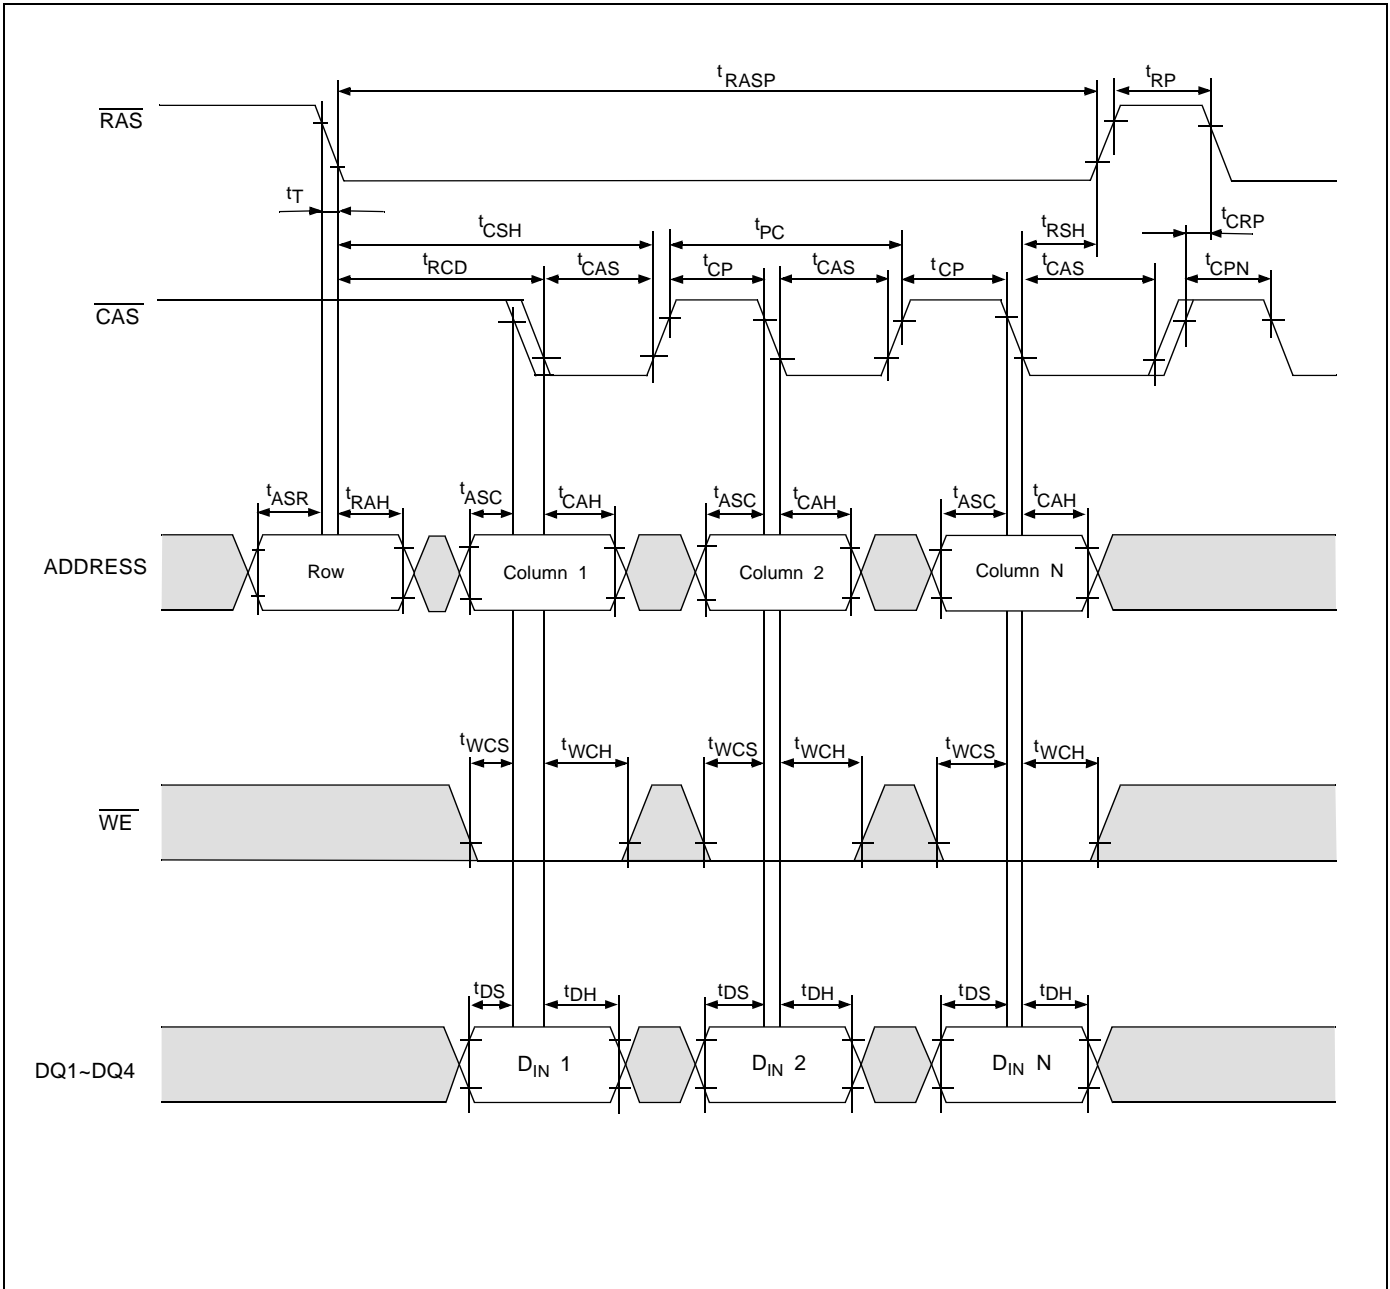 tRASP tRP
RAS
tT tCSH tPC tRSH tCRP
tRCD tCAS tCP tCAS tCP tCAS tCPN
CAS
tASR tRAH tASC tCAH tASC tCAH tASC tCAH
ADDRESS Row Column 1 Column 2 Column N
tWCS tWCH tWCS tWCH tWCS tWCH
WE
tDS tDH tDS tDH tDS tDH
DQ1~DQ4 DIN 1 DIN 2 DIN N